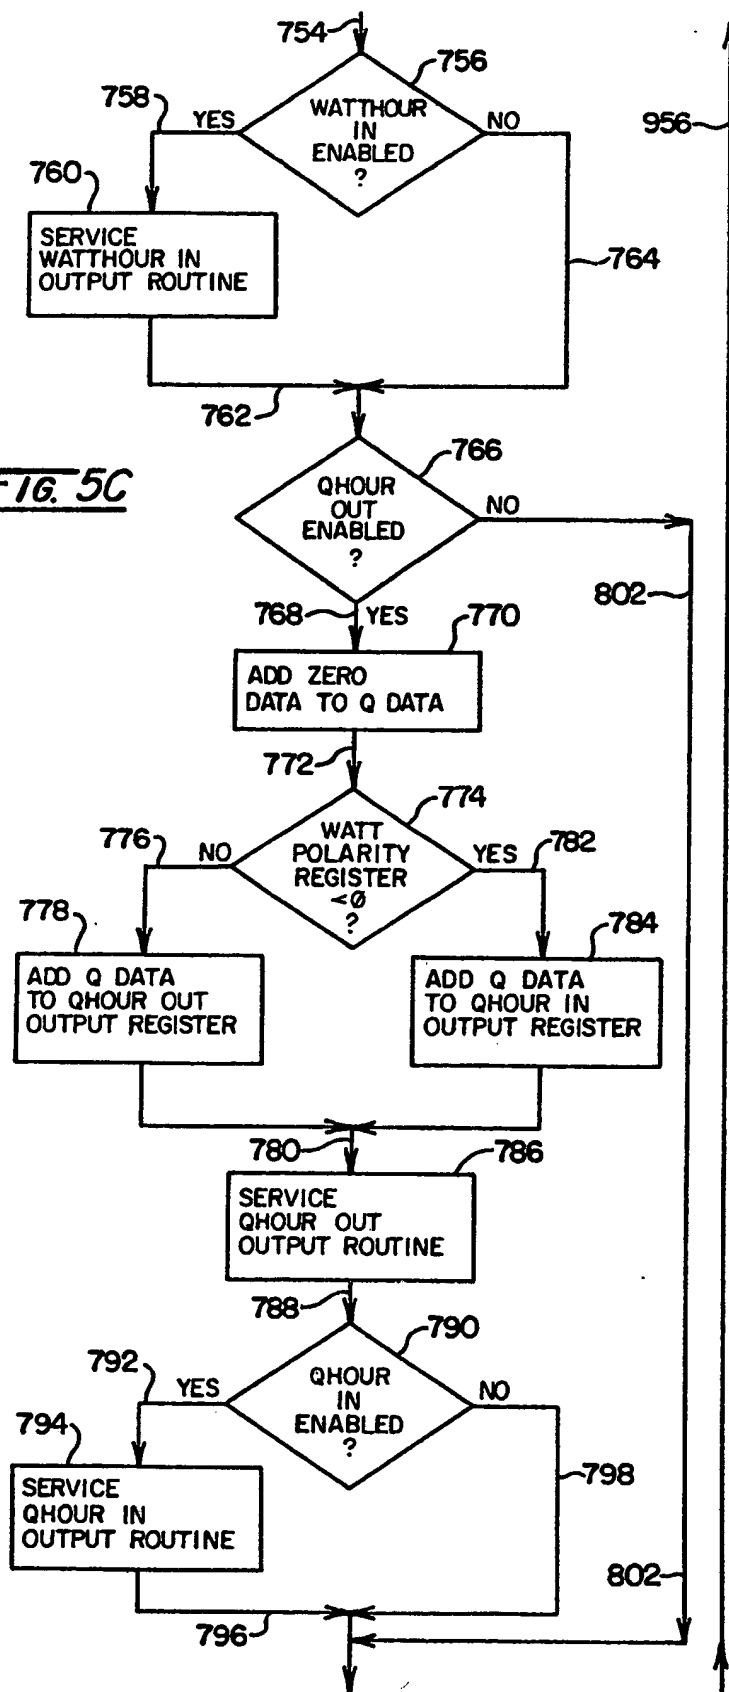 754
756
758
YES
WATTHOUR
IN
ENABLED
?
NO
956
760
SERVICE
WATTHOUR IN
OUTPUT ROUTINE
764
762
766
FIG. 5C
QHOUR
OUT
ENABLED
?
NO
802
768
YES
770
ADD ZERO
DATA TO Q DATA
772
774
776
NO
WATT
POLARITY
REGISTER
<Ø
?
YES
782
778
784
ADD Q DATA
TO QHOUR OUT
OUTPUT REGISTER
ADD Q DATA
TO QHOUR IN
OUTPUT REGISTER
780
786
SERVICE
QHOUR OUT
OUTPUT ROUTINE
788
790
792
YES
QHOUR
IN
ENABLED
?
NO
794
SERVICE
QHOUR IN
OUTPUT ROUTINE
798
802
796